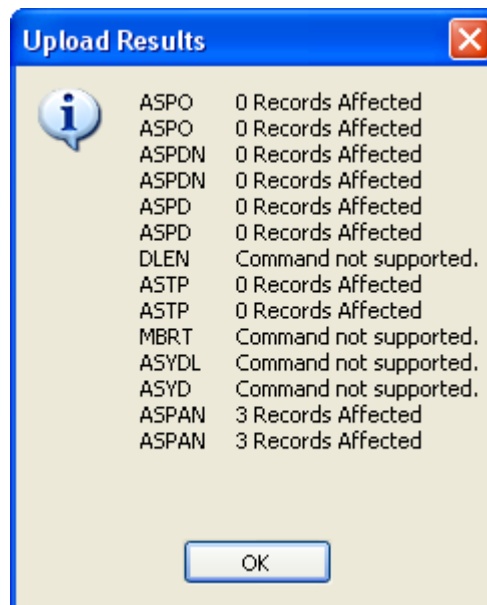 Upload Results
ASPO 0 Records Affected
ASPO 0 Records Affected
ASPDN 0 Records Affected
ASPDN 0 Records Affected
ASPD 0 Records Affected
ASPD 0 Records Affected
DLEN Command not supported.
ASTP 0 Records Affected
ASTP 0 Records Affected
MBRT Command not supported.
ASYDL Command not supported.
ASYD Command not supported.
ASPAN 3 Records Affected
ASPAN 3 Records Affected
OK